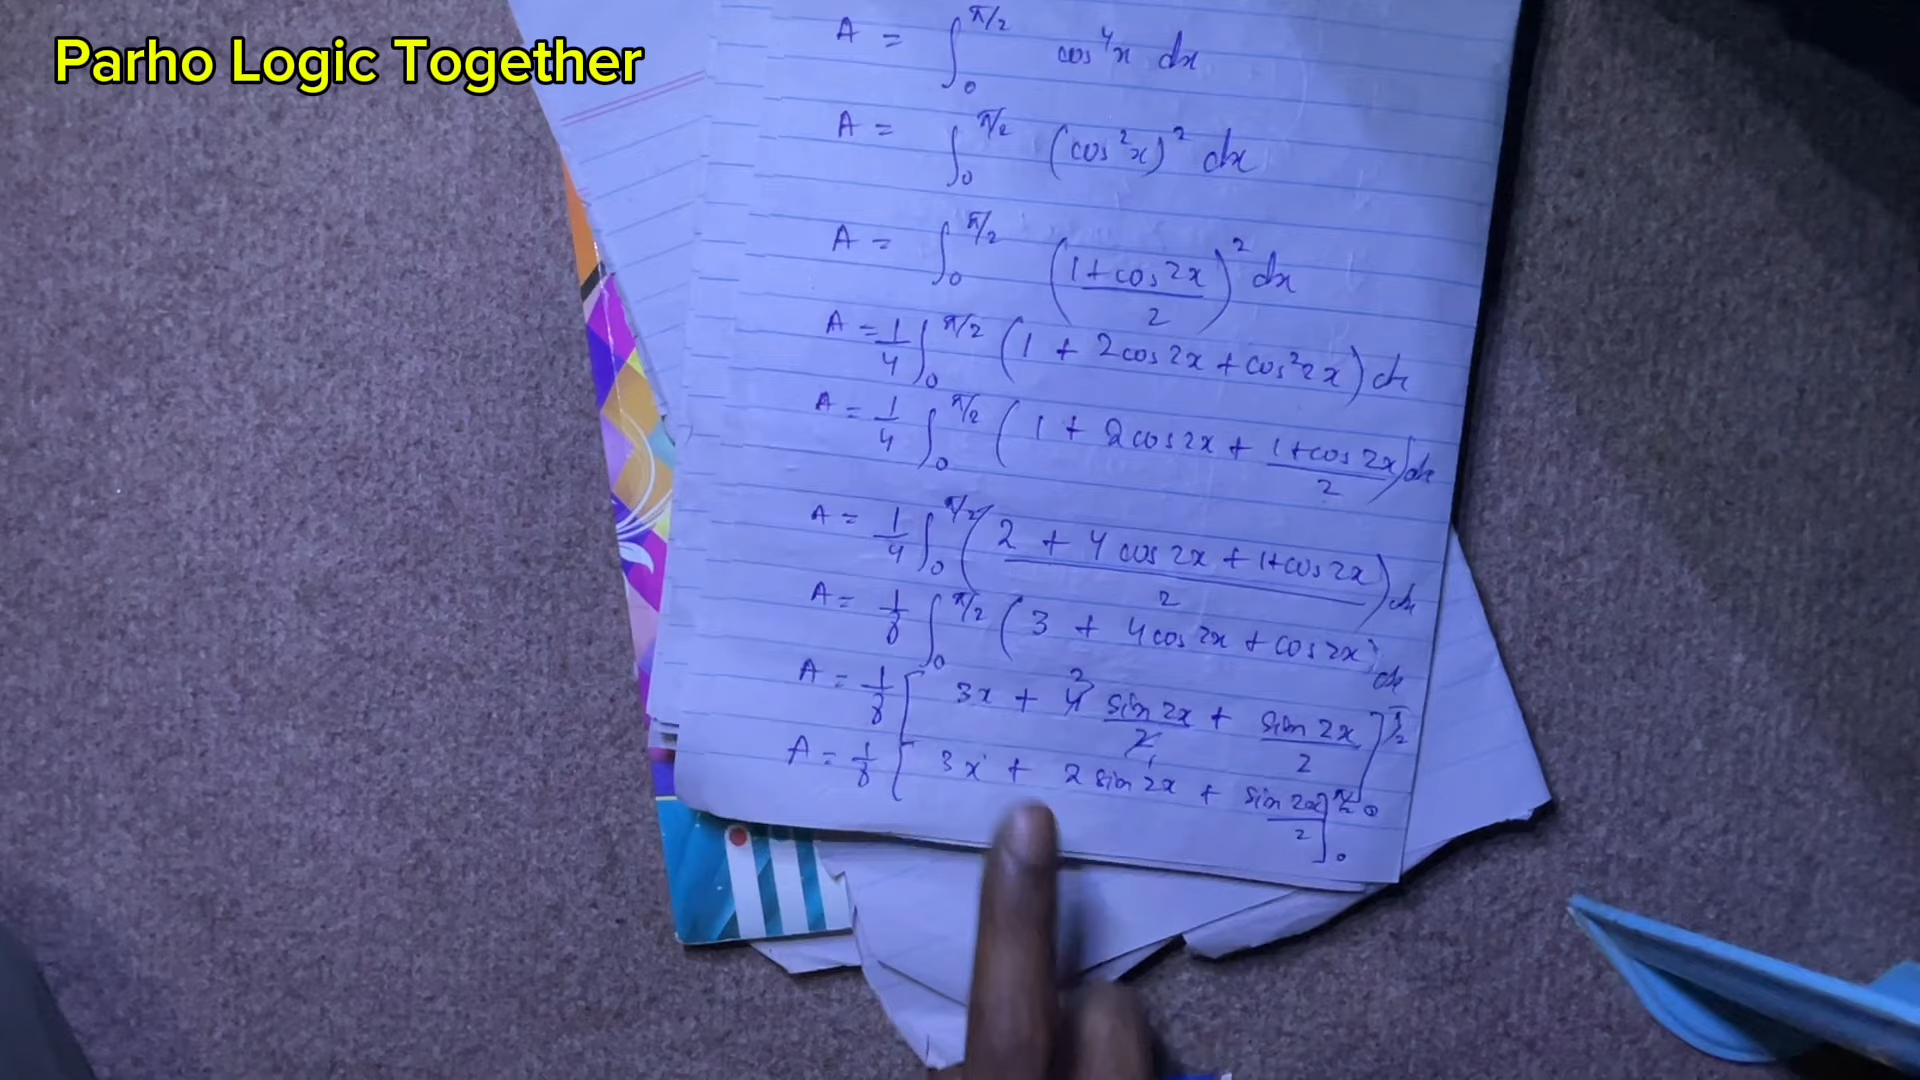 Parho Logic Together
A = ∫₀^π/2 cos⁴x dx
A = ∫₀^π/2 (cos²x)² dx
A = ∫₀^π/2 ((1+cos2x)/2)² dx
A = 1/4 ∫₀^π/2 (1 + 2cos2x + cos²2x) dx
A = 1/4 ∫₀^π/2 (1 + 2cos2x + (1+cos2x)/2) dx
A = 1/4 ∫₀^π/2 ((2 + 4cos2x + 1+cos2x)/2) dx
A = 1/8 ∫₀^π/2 (3 + 4cos2x + cos2x) dx
A = 1/8 [3x + 4 2 sin2x/2 + sin2x/2]₀^π/2
A = 1/8 [3x + 2sin2x + sin2x/2]₀^π/2